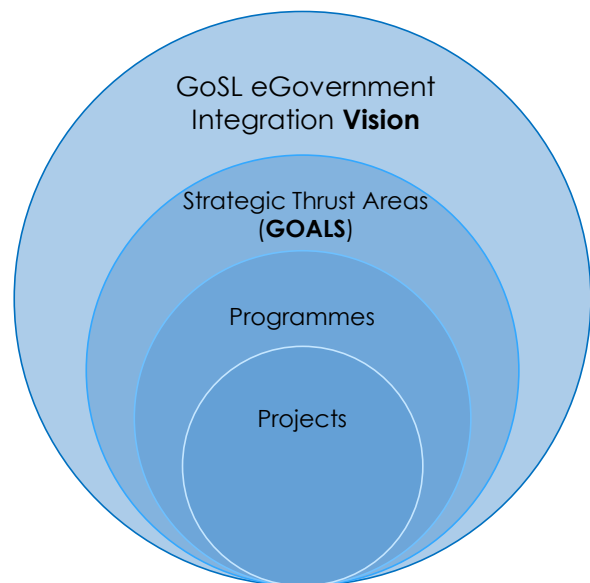 GoSL eGovernment
Integration Vision
Strategic Thrust Areas
(GOALS)
Programmes
Projects